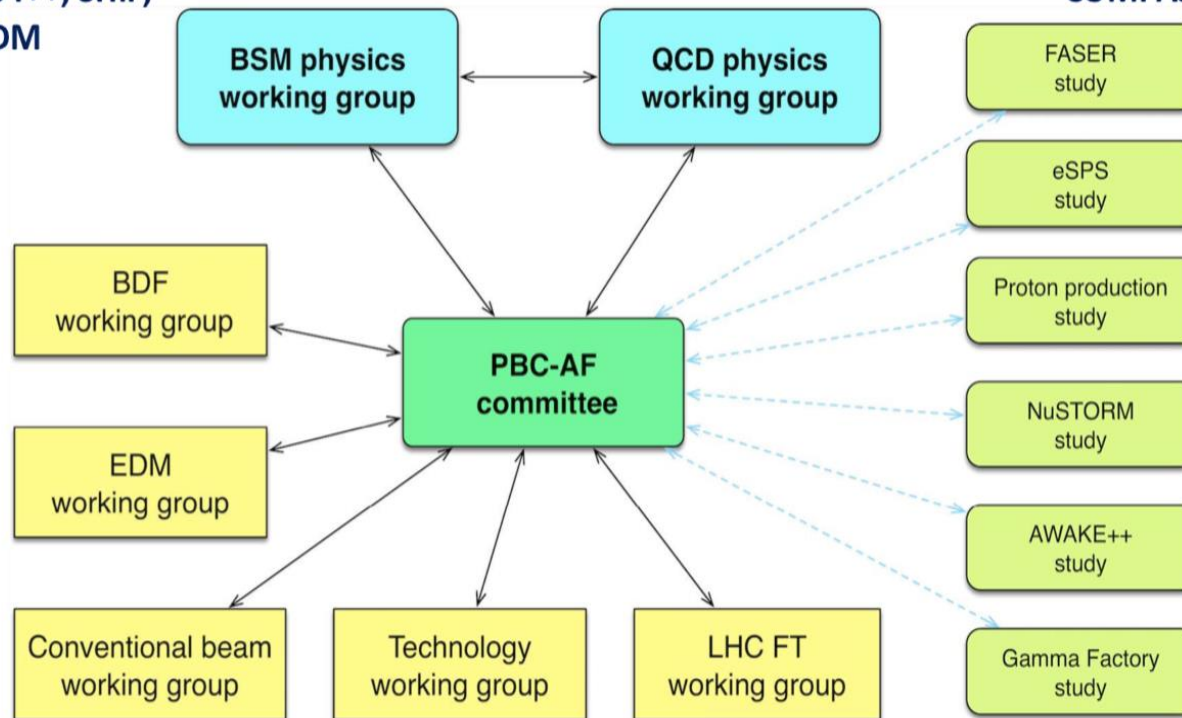 DM
BSM physics
working group
QCD physics
working group
FASER
study
eSPS
study
BDF
working group
Proton production
study
PBC-AF
committee
NuSTORM
study
EDM
working group
AWAKE++
study
Conventional beam
working group
Technology
working group
LHC FT
working group
Gamma Factory
study